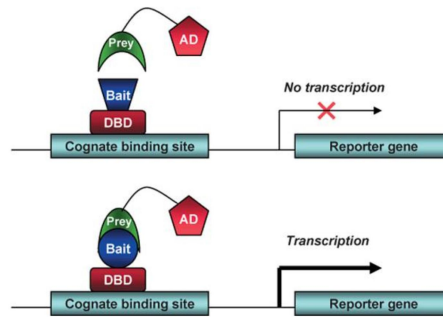 Prey
AD
Bait
No transcription
DBD
Cognate binding site
Reporter gene
Prey
AD
Bait
Transcription
DBD
Cognate binding site
Reporter gene